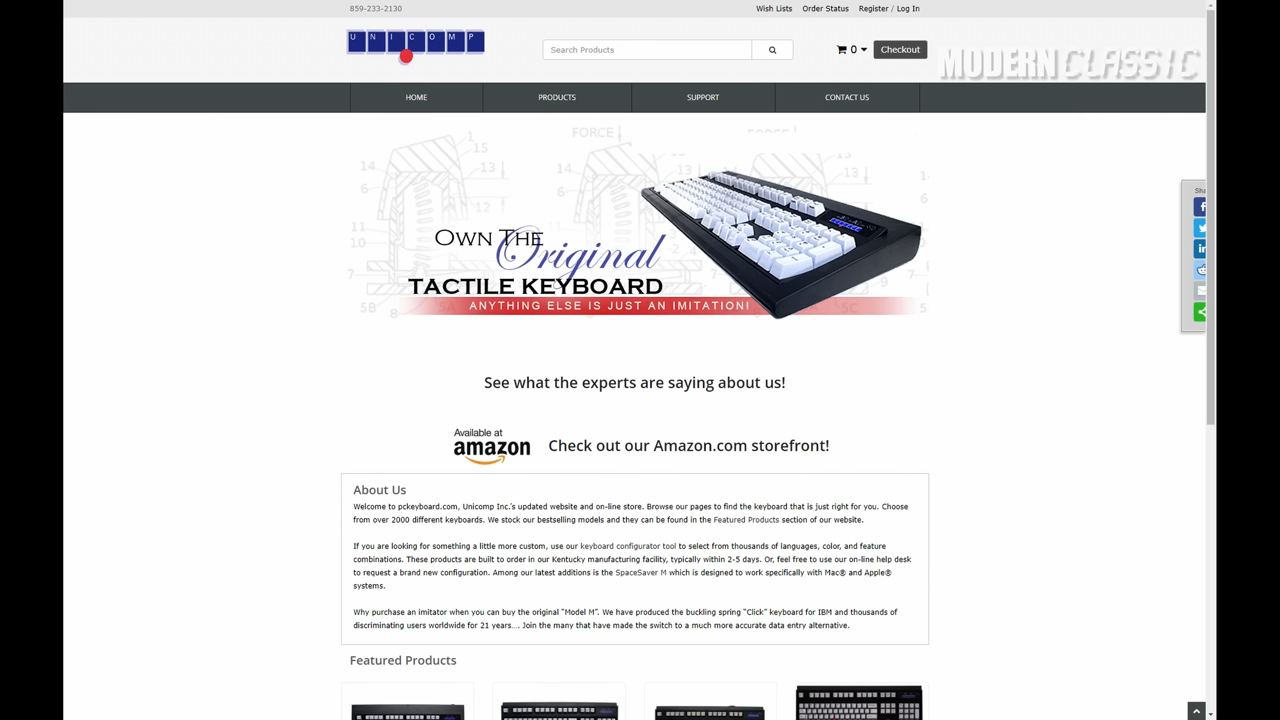 859-233-2130
Wish Lists Order Status Register / Log In
UNICOMP
Search Products
0 Checkout
MODERN CLASSIC
HOME PRODUCTS SUPPORT CONTACT US
FORCE
OWN THE
Original
TACTILE KEYBOARD
ANYTHING ELSE IS JUST AN IMITATION!
See what the experts are saying about us!
Available at
amazon
Check out our Amazon.com storefront!
About Us
Welcome to pckeyboard.com, Unicomp Inc.'s updated website and on-line store. Browse our pages to find the keyboard that is just right for you. Choose
from over 2000 different keyboards. We stock our bestselling models and they can be found in the Featured Products section of our website.
If you are looking for something a little more custom, use our keyboard configurator tool to select from thousands of languages, color, and feature
combinations. These products are built to order in our Kentucky manufacturing facility, typically within 2-5 days. Or, feel free to use our on-line help desk
to request a brand new configuration. Among our latest additions is the SpaceSaver M which is designed to work specifically with Mac® and Apple®
systems.
Why purchase an imitator when you can buy the original "Model M". We have produced the buckling spring "Click" keyboard for IBM and thousands of
discriminating users worldwide for 21 years.... Join the many that have made the switch to a much more accurate data entry alternative.
Featured Products